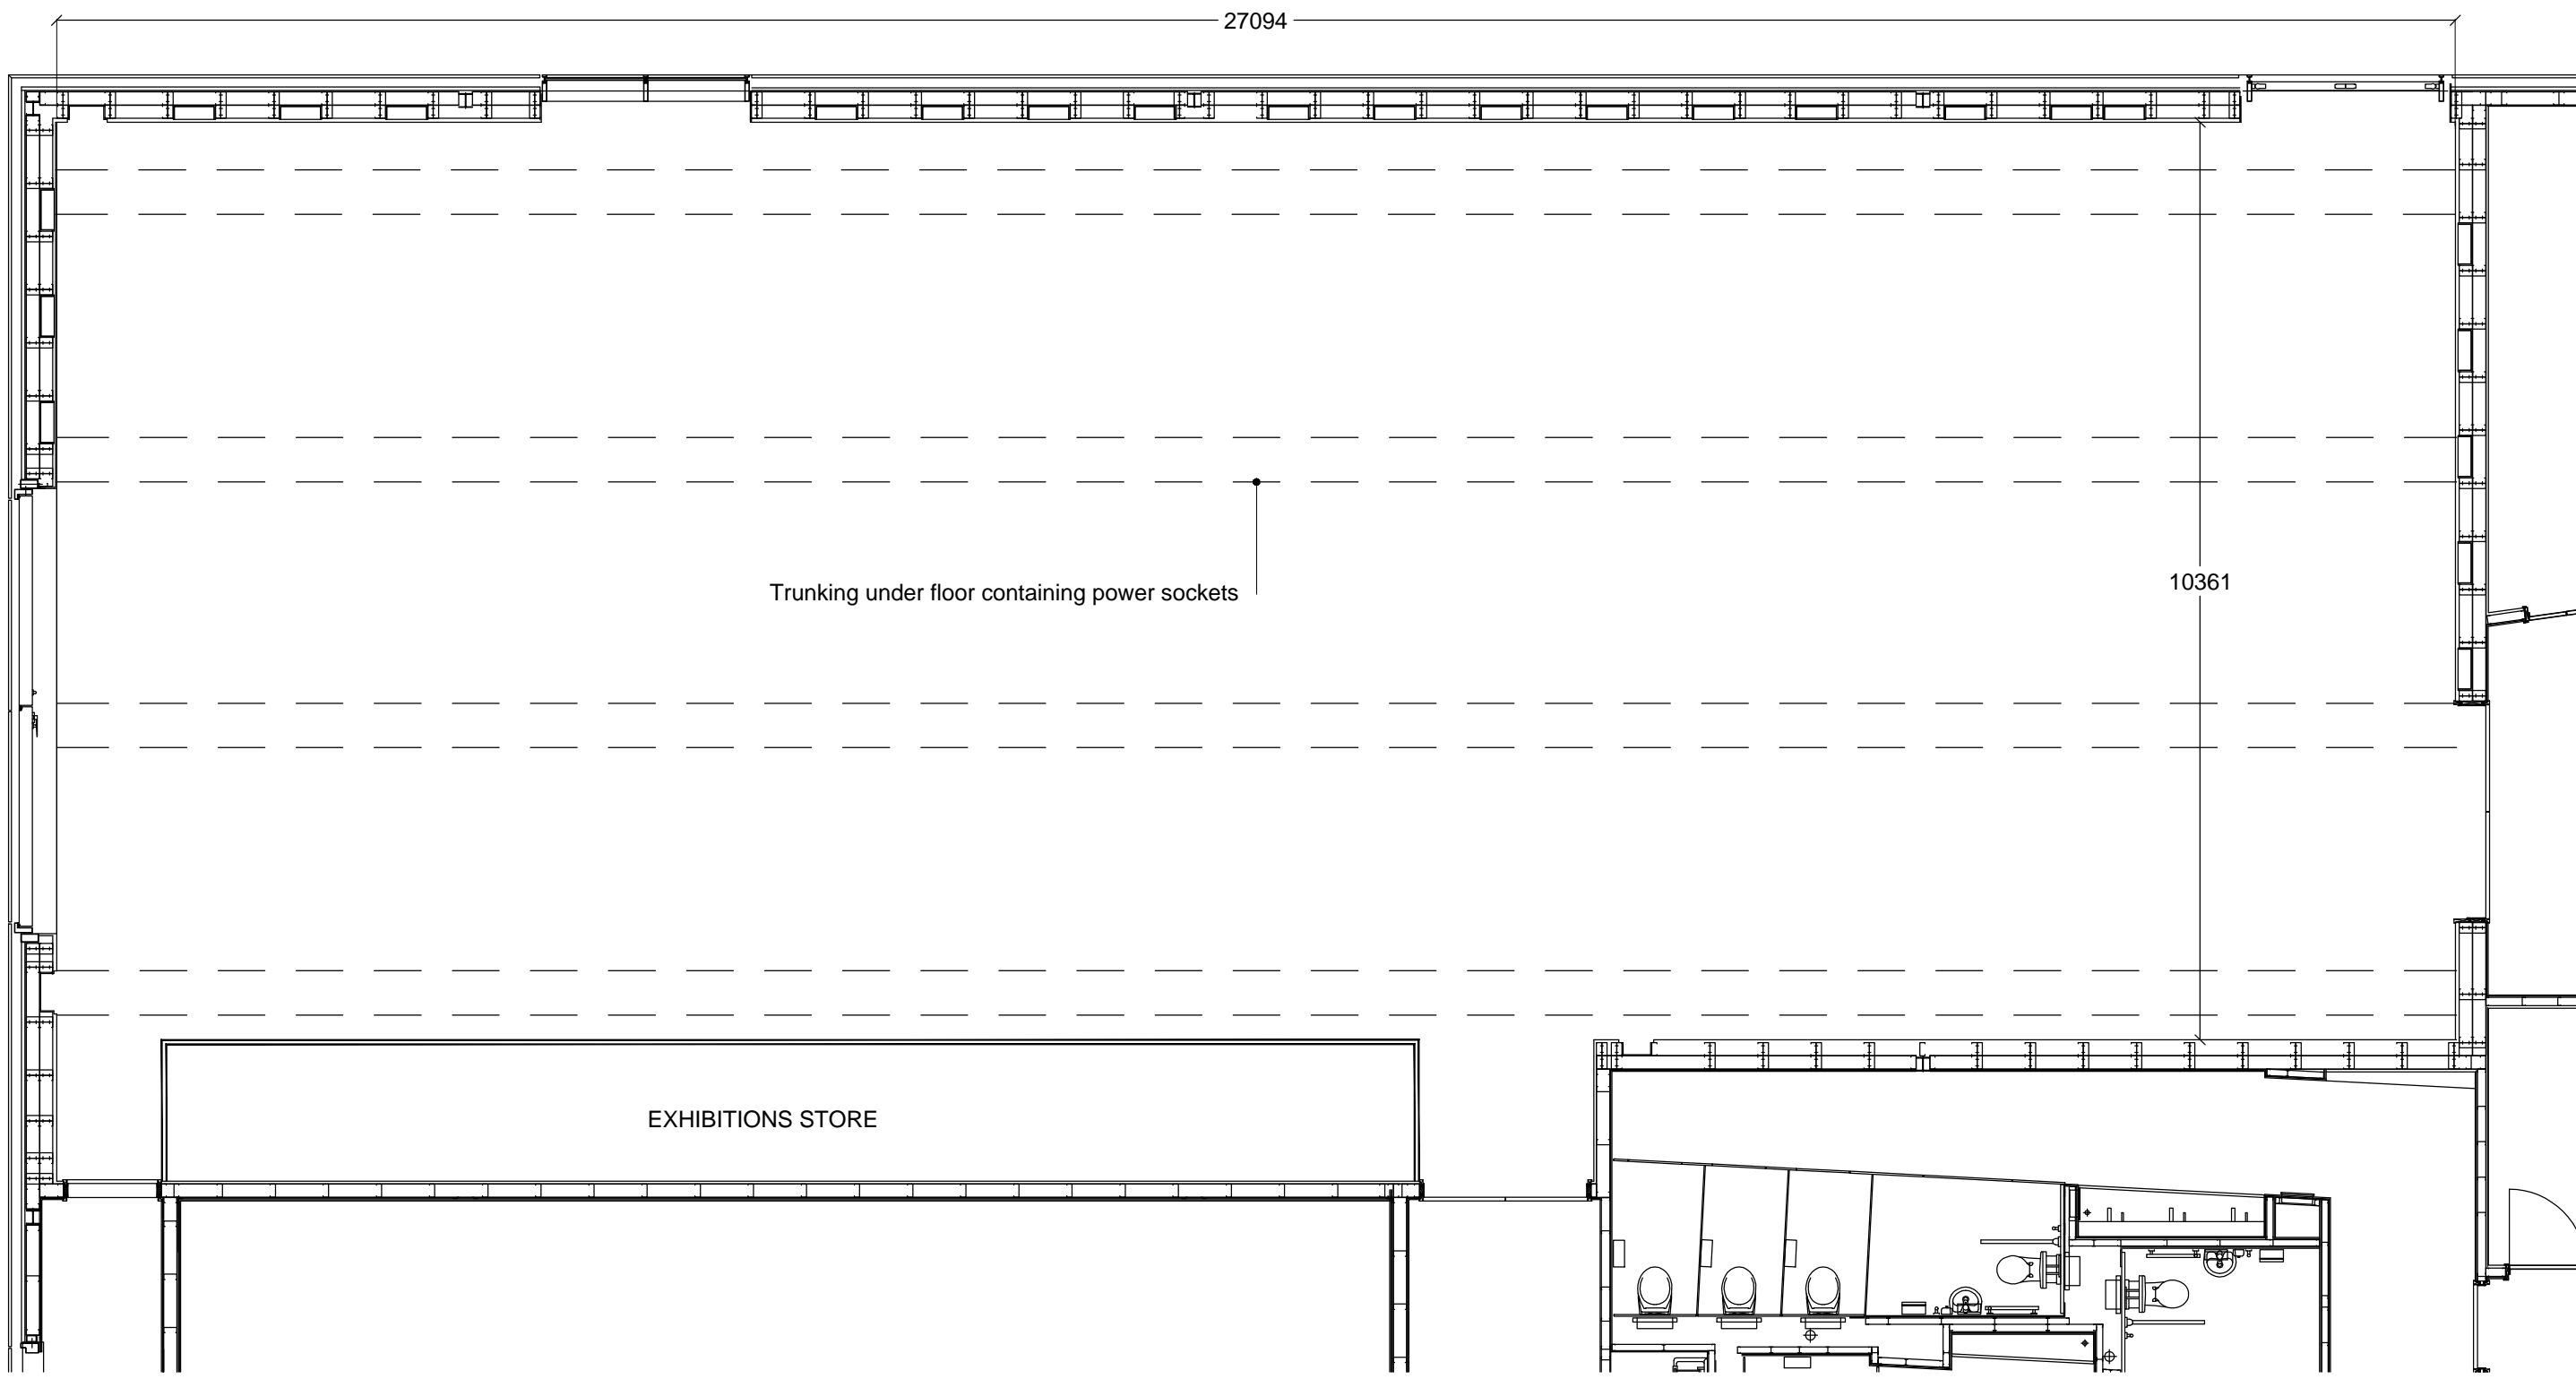 27094
Trunking under floor containing power sockets
10361
EXHIBITIONS STORE